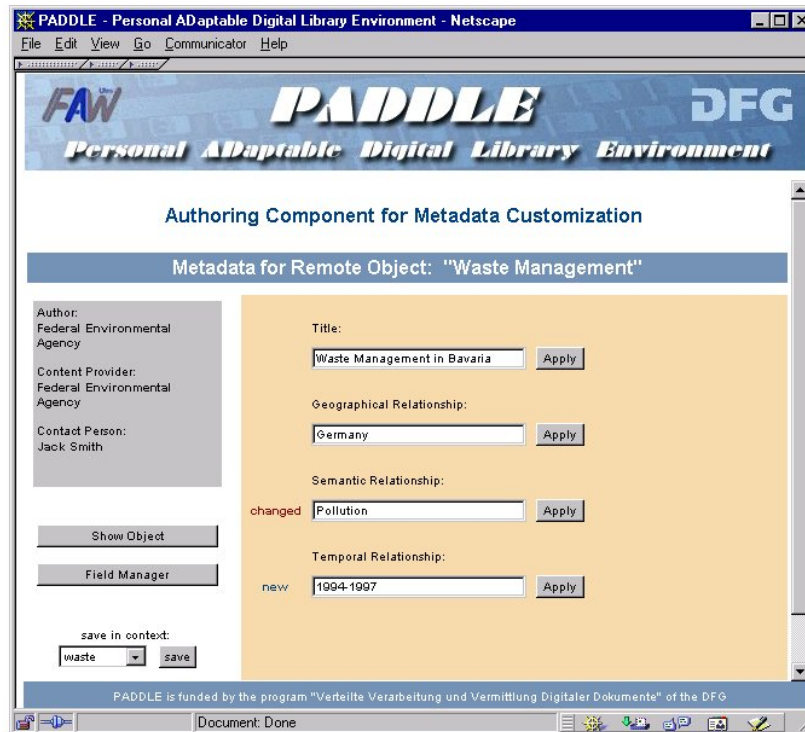 PADDLE - Personal ADaptable Digital Library Environment - Netscape
File Edit View Go Communicator Help
FAW Ulm
PADDLE
DFG
Personal ADaptable Digital Library Environment
Authoring Component for Metadata Customization
Metadata for Remote Object: "Waste Management"
Author:
Federal Environmental
Agency
Content Provider:
Federal Environmental
Agency
Contact Person:
Jack Smith
Show Object
Field Manager
save in context:
waste save
Title:
Waste Management in Bavaria Apply
Geographical Relationship:
Germany Apply
Semantic Relationship:
changed Pollution Apply
Temporal Relationship:
new 1994-1997 Apply
PADDLE is funded by the program "Verteilte Verarbeitung und Vermittlung Digitaler Dokumente" of the DFG
Document: Done